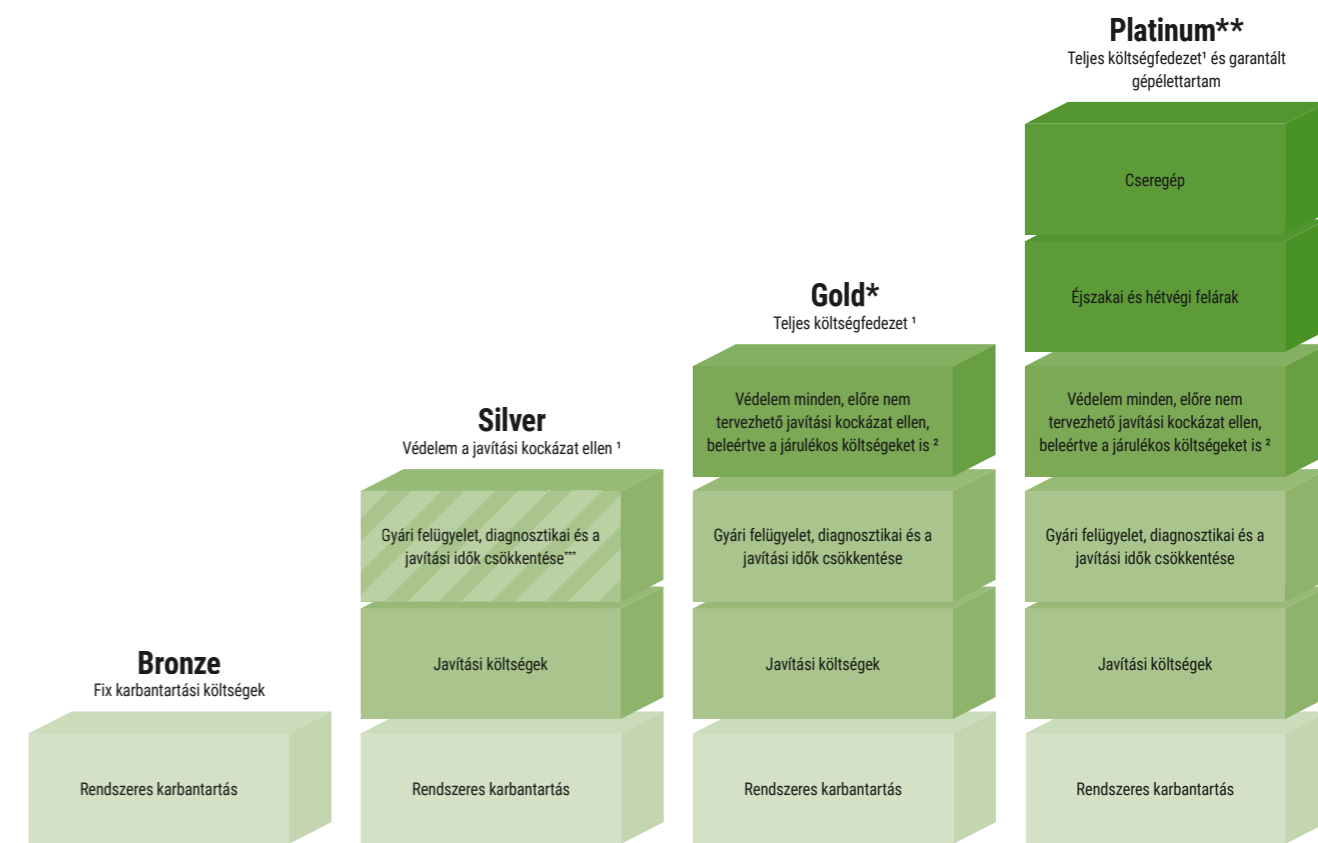 Platinum**
Teljes költségfedezet¹ és garantált
gépélettartam
Cseregép
Éjszakai és hétvégi felárak
Gold*
Teljes költségfedezet ¹
Védelem minden, előre nem
tervezhető javítási kockázat ellen,
beleértve a járulékos költségeket is ²
Védelem minden, előre nem
tervezhető javítási kockázat ellen,
beleértve a járulékos költségeket is ²
Silver
Védelem a javítási kockázat ellen ¹
Gyári felügyelet, diagnosztikai és a
javítási idők csökkentése***
Gyári felügyelet, diagnosztikai és a
javítási idők csökkentése
Gyári felügyelet, diagnosztikai és a
javítási idők csökkentése
Bronze
Fix karbantartási költségek
Javítási költségek
Javítási költségek
Javítási költségek
Rendszeres karbantartás
Rendszeres karbantartás
Rendszeres karbantartás
Rendszeres karbantartás